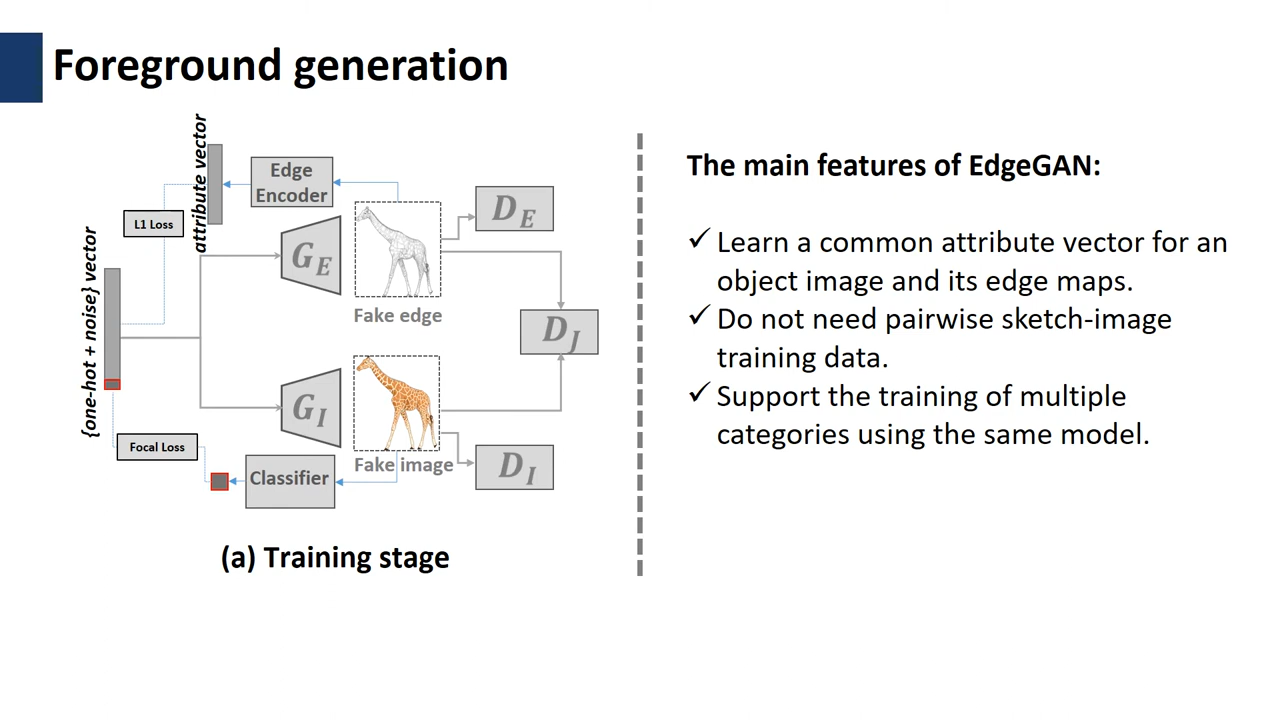 Foreground generation
{one-hot + noise} vector
attribute vector
Edge
Encoder
L1 Loss
G_E
Fake edge
D_E
D_J
G_I
Fake image
D_I
Focal Loss
Classifier
(a) Training stage
The main features of EdgeGAN:
✓ Learn a common attribute vector for an
object image and its edge maps.
✓ Do not need pairwise sketch-image
training data.
✓ Support the training of multiple
categories using the same model.